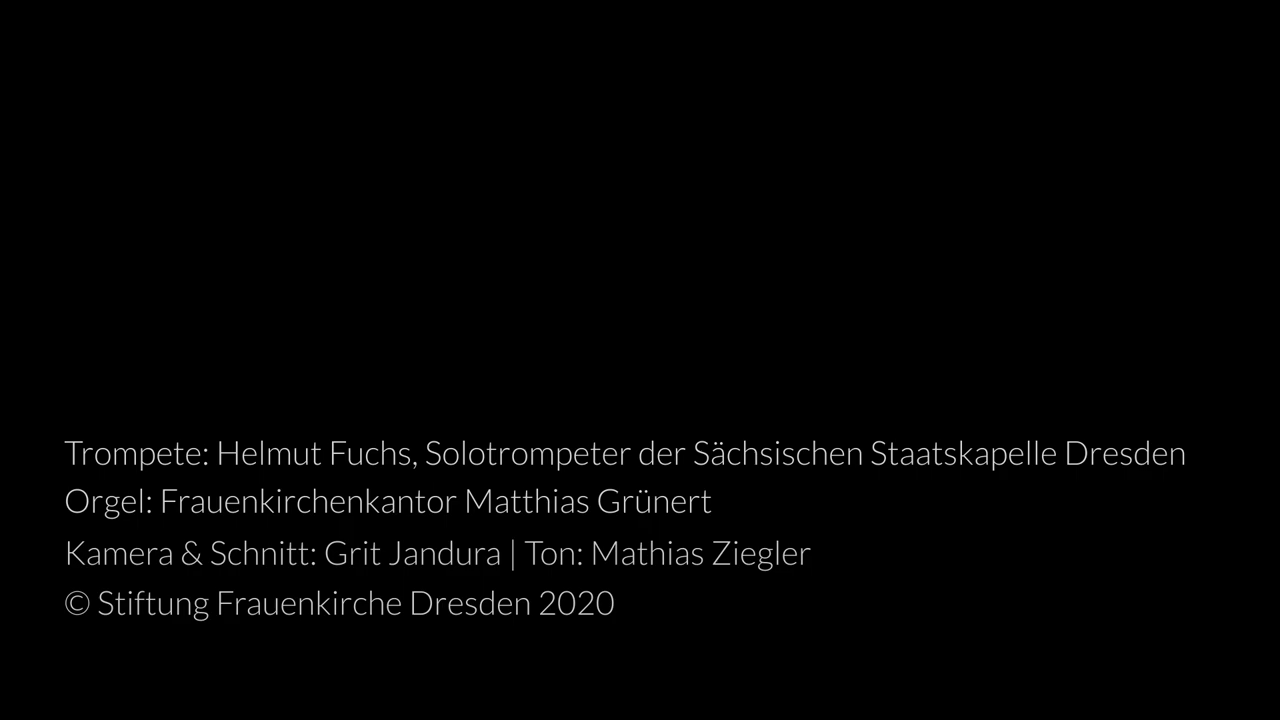 Trompete: Helmut Fuchs, Solotrompeter der Sächsischen Staatskapelle Dresden
Orgel: Frauenkirchenkantor Matthias Grünert
Kamera & Schnitt: Grit Jandura | Ton: Mathias Ziegler
© Stiftung Frauenkirche Dresden 2020